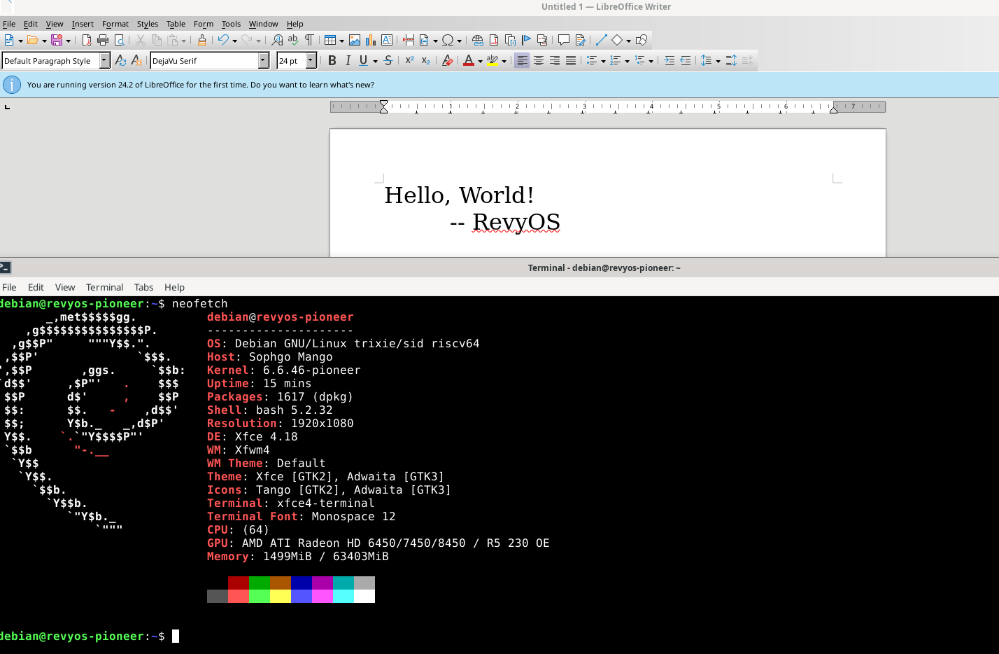 Untitled 1 — LibreOffice Writer
File Edit View Insert Format Styles Table Form Tools Window Help
Default Paragraph Style DejaVu Serif 24 pt
You are running version 24.2 of LibreOffice for the first time. Do you want to learn what's new?
1 2 3 4 5 6 7
Hello, World!
-- RevyOS
Terminal - debian@revyos-pioneer: ~
File Edit View Terminal Tabs Help
debian@revyos-pioneer:~$ neofetch
_,met$$$$$gg. debian@revyos-pioneer
,g$$$$$$$$$$$$$$$P. ---------------------
,g$$P" """Y$$.". OS: Debian GNU/Linux trixie/sid riscv64
,$$P' `$$$. Host: Sophgo Mango
',$$P ,ggs. `$$b: Kernel: 6.6.46-pioneer
`d$$' ,$P"' . $$$ Uptime: 15 mins
$$P d$' , $$P Packages: 1617 (dpkg)
$$: $$. - ,d$$' Shell: bash 5.2.32
$$; Y$b._ _,d$P' Resolution: 1920x1080
Y$$. `.`"Y$$$$P"' DE: Xfce 4.18
`$$b "-.__ WM: Xfwm4
`Y$$ WM Theme: Default
`Y$$. Theme: Xfce [GTK2], Adwaita [GTK3]
`$$b. Icons: Tango [GTK2], Adwaita [GTK3]
`Y$$b. Terminal: xfce4-terminal
`"Y$b._ Terminal Font: Monospace 12
`""" CPU: (64)
GPU: AMD ATI Radeon HD 6450/7450/8450 / R5 230 OE
Memory: 1499MiB / 63403MiB
debian@revyos-pioneer:~$